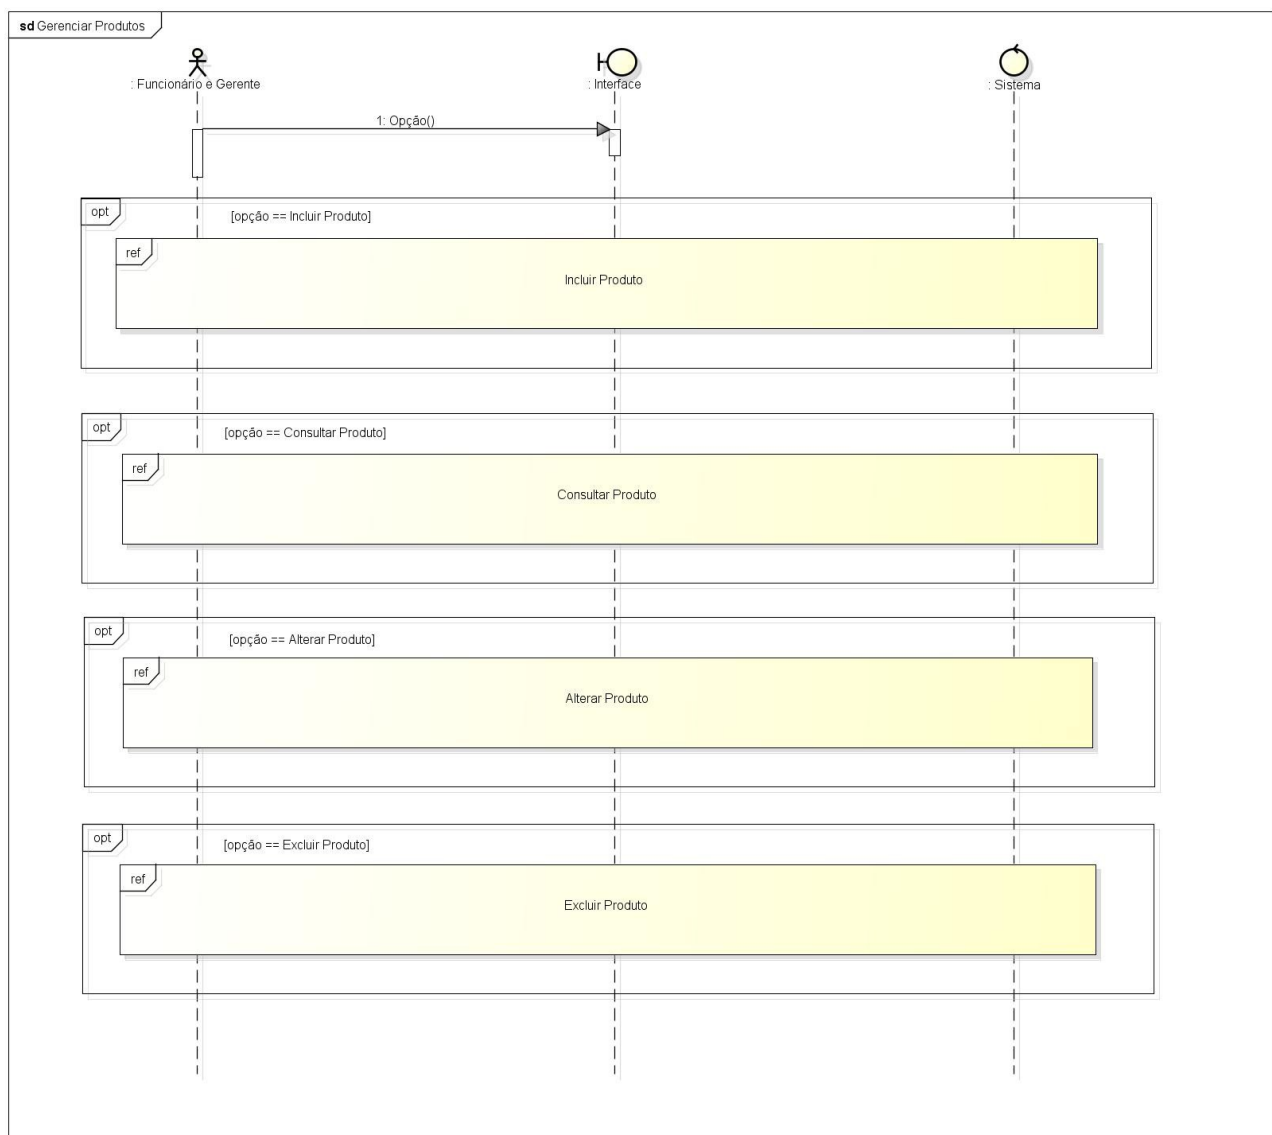 sd Gerenciar Produtos
: Funcionário e Gerente
: Interface
: Sistema
1: Opção()
opt
[opção == Incluir Produto]
ref
Incluir Produto
opt
[opção == Consultar Produto]
ref
Consultar Produto
opt
[opção == Alterar Produto]
ref
Alterar Produto
opt
[opção == Excluir Produto]
ref
Excluir Produto